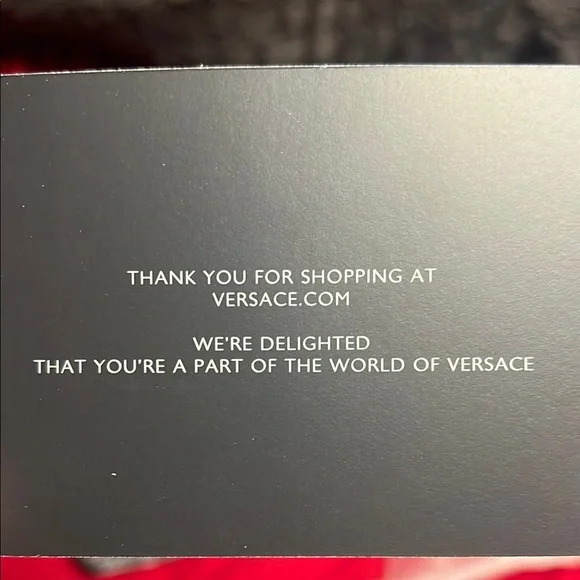 THANK YOU FOR SHOPPING AT
VERSACE.COM
WE'RE DELIGHTED
THAT YOU'RE A PART OF THE WORLD OF VERSACE